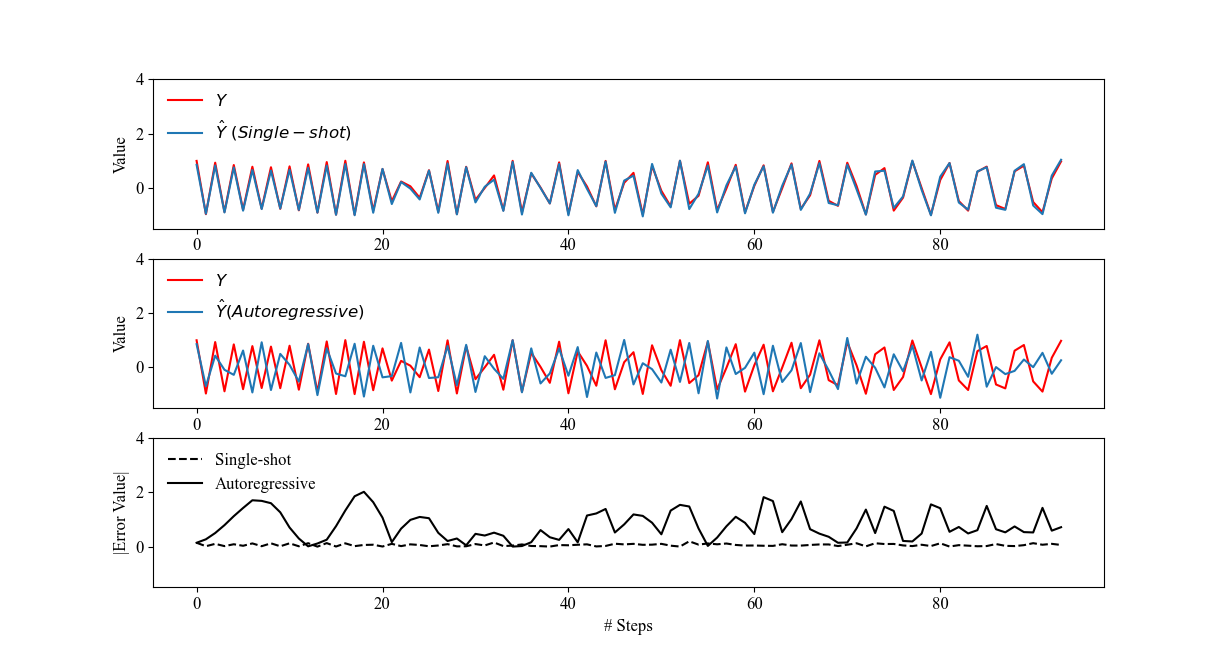 4
2
0
Value
Y
Ŷ (Single − shot)
0 20 40 60 80
4
2
0
Value
Y
Ŷ(Autoregressive)
0 20 40 60 80
4
2
0
|Error Value|
Single-shot
Autoregressive
0 20 40 60 80
# Steps